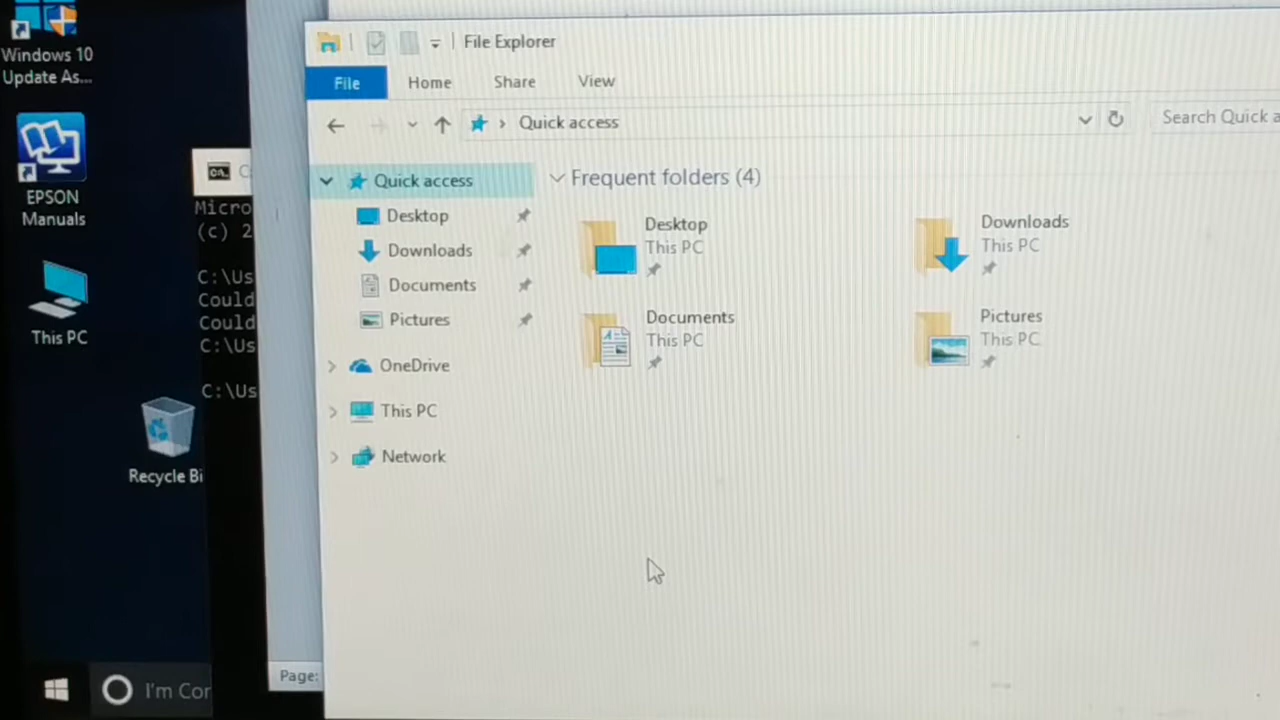 Windows 10
Update As...
EPSON
Manuals
This PC
Recycle Bi
I'm Cor
Micro
(c) 2
C:\Us
Could
Could
C:\Us
C:\Us
Page:
File Explorer
File Home Share View
Quick access
Search Quick a
Quick access
Desktop
Downloads
Documents
Pictures
OneDrive
This PC
Network
Frequent folders (4)
Desktop
This PC
Downloads
This PC
Documents
This PC
Pictures
This PC